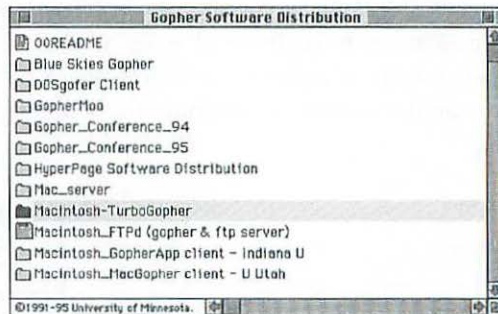 Gopher Software Distribution
00README
Blue Skies Gopher
DOSgofer Client
GopherMoo
Gopher_Conference_94
Gopher_Conference_95
HyperPage Software Distribution
Mac_server
Macintosh-TurboGopher
Macintosh_FTPd (gopher & ftp server)
Macintosh_GopherApp client - Indiana U
Macintosh_MacGopher client - U Utah
©1991-95 University of Minnesota.